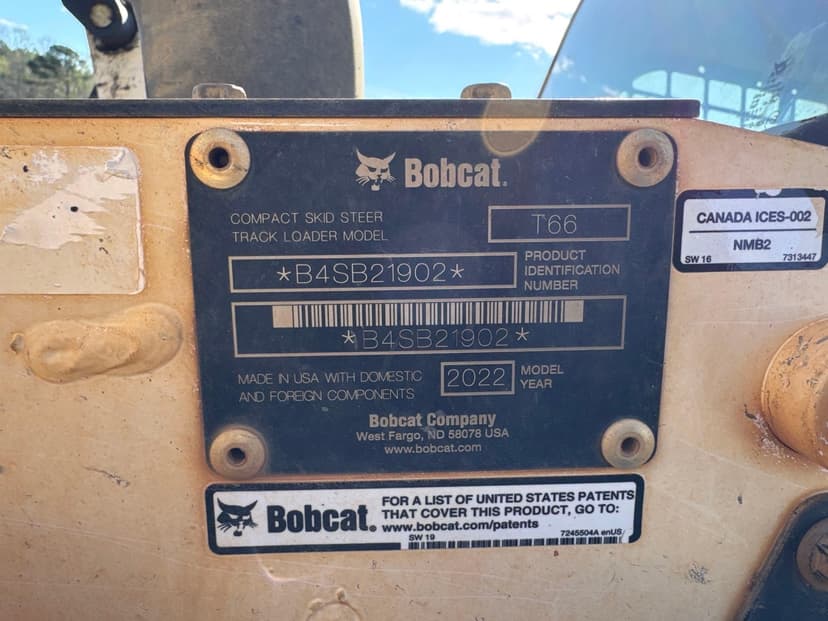 Bobcat.
COMPACT SKID STEER
TRACK LOADER MODEL
T66
CANADA ICES-002
NMB2
SW 16 7313447
*B4SB21902*
PRODUCT
IDENTIFICATION
NUMBER
*B4SB21902*
MADE IN USA WITH DOMESTIC
AND FOREIGN COMPONENTS
2022
MODEL
YEAR
Bobcat Company
West Fargo, ND 58078 USA
www.bobcat.com
Bobcat.
FOR A LIST OF UNITED STATES PATENTS
THAT COVER THIS PRODUCT, GO TO:
www.bobcat.com/patents
SW 19 7245504A enUS